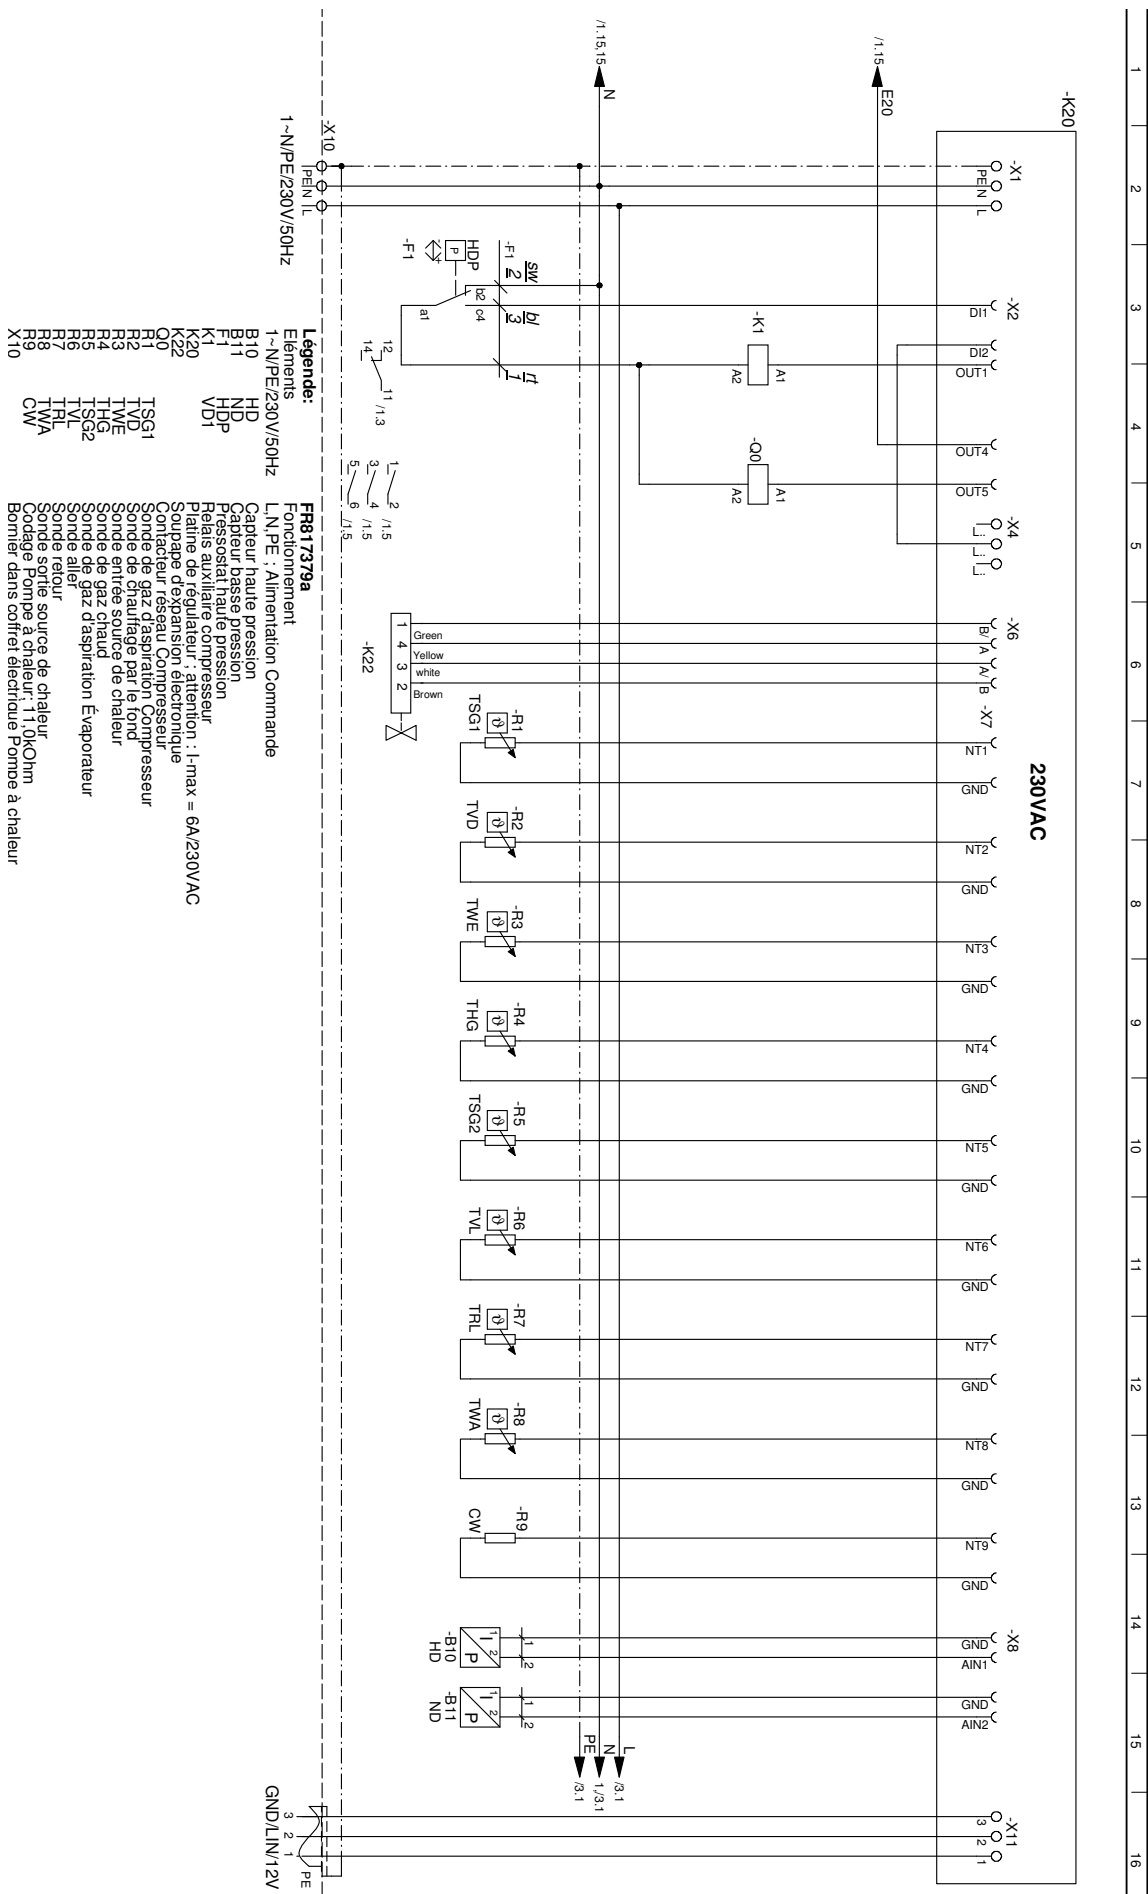 1
2
3
4
5
6
7
8
9
10
11
12
13
14
15
16
-K20
230VAC
-X1
PE
N
L
-X2
DI1
DI2
OUT1
OUT4
OUT5
-X4
L:
L:
L:
-X6
B/
A
A/
B
-X7
NT1
GND
NT2
GND
NT3
GND
NT4
GND
NT5
GND
NT6
GND
NT7
GND
NT8
GND
NT9
GND
-X8
GND
AIN1
GND
AIN2
-X11
3
2
1
/1.15
E20
-K1
A1
A2
-Q0
A1
A2
/1.15,15
N
L
/3.1
N
1,/3.1
PE
/3.1
sw
-F1
2
bl
3
rt
1
HDP
P
-F1
b2
c4
a1
12
14
11
/1.3
1
2
/1.5
3
4
/1.5
5
6
/1.5
1
4
3
2
Green
Yellow
white
Brown
-K22
-R1
ϑ
TSG1
-R2
ϑ
TVD
-R3
ϑ
TWE
-R4
ϑ
THG
-R5
ϑ
TSG2
-R6
ϑ
TVL
-R7
ϑ
TRL
-R8
ϑ
TWA
-R9
CW
1
2
1
2
I
P
-B10
HD
1
2
1
2
I
P
-B11
ND
-X10
PE
N
L
1~N/PE/230V/50Hz
3
2
1
PE
GND/LIN/12V
Légende: FR817379a
Eléments Fonctionnement
1~N/PE/230V/50Hz L,N,PE ; Alimentation Commande
B10 HD Capteur haute pression
B11 ND Capteur basse pression
F1 HDP Pressostat haute pression
K1 VD1 Relais auxiliaire compresseur
K20 Platine de régulateur ; attention : I-max = 6A/230VAC
K22 Soupape d'expansion électronique
Q0 Contacteur réseau Compresseur
R1 TSG1 Sonde de gaz d'aspiration Compresseur
R2 TVD Sonde de chauffage par le fond
R3 TWE Sonde entrée source de chaleur
R4 THG Sonde de gaz chaud
R5 TSG2 Sonde de gaz d'aspiration Évaporateur
R6 TVL Sonde aller
R7 TRL Sonde retour
R8 TWA Sonde sortie source de chaleur
R9 CW Codage Pompe à chaleur; 11,0kOhm
X10 Bornier dans coffret électrique Pompe à chaleur